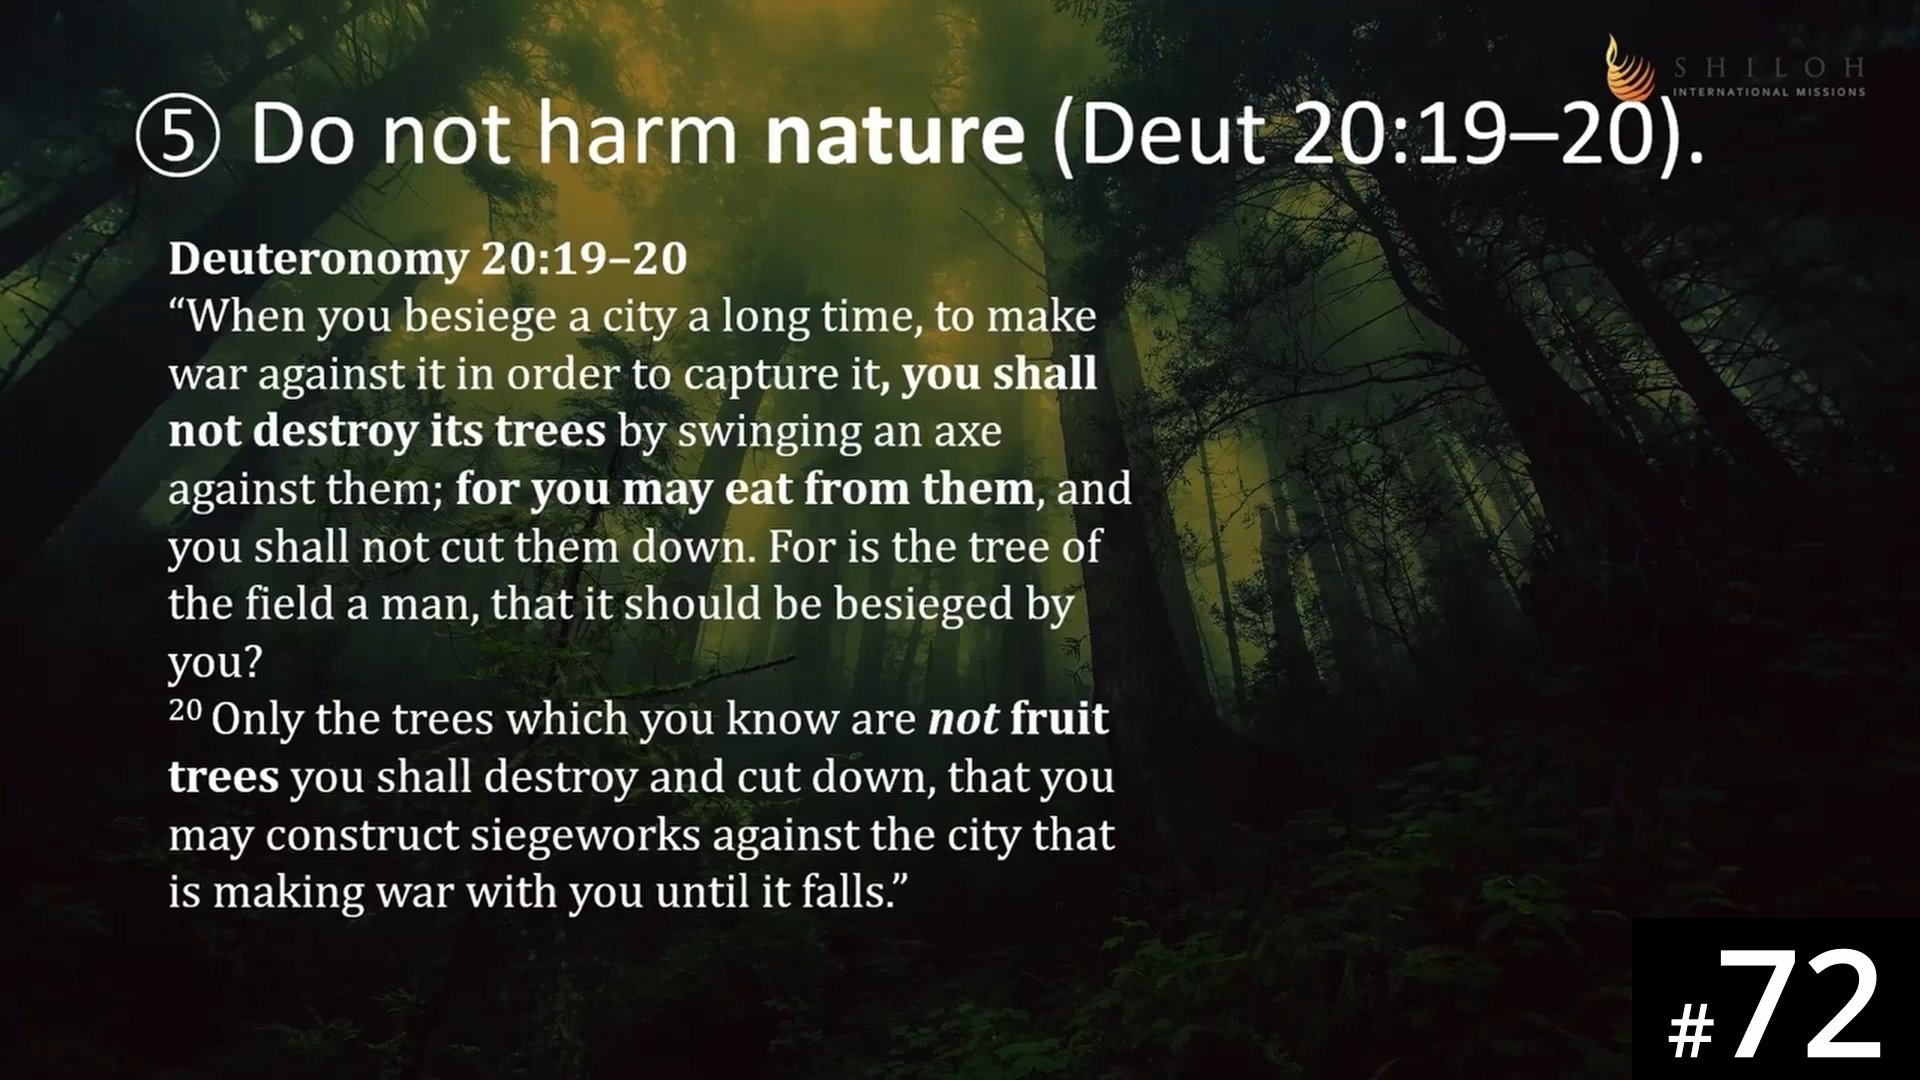 SHILOH
INTERNATIONAL MISSIONS
⑤ Do not harm nature (Deut 20:19–20).
Deuteronomy 20:19–20
“When you besiege a city a long time, to make
war against it in order to capture it, you shall
not destroy its trees by swinging an axe
against them; for you may eat from them, and
you shall not cut them down. For is the tree of
the field a man, that it should be besieged by
you?
20 Only the trees which you know are not fruit
trees you shall destroy and cut down, that you
may construct siegeworks against the city that
is making war with you until it falls.”
#72